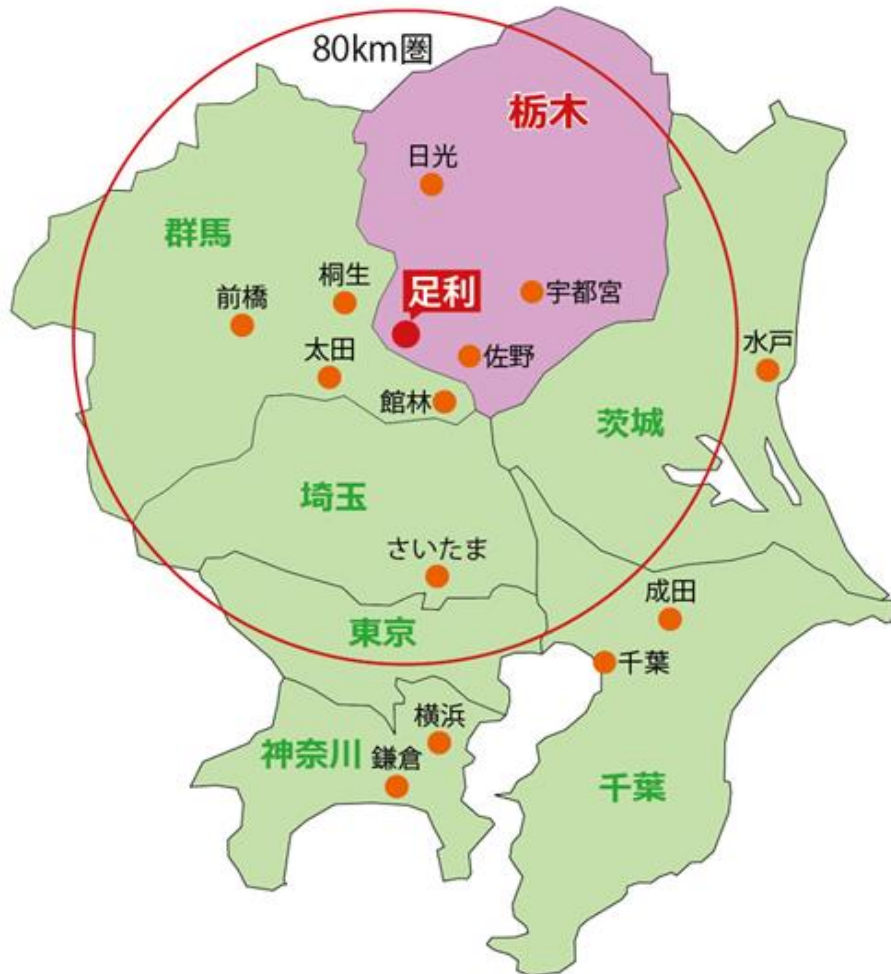 80km圏
栃木
日光
群馬
桐生
足利
宇都宮
前橋
佐野
水戸
太田
館林
茨城
埼玉
さいたま
成田
東京
千葉
横浜
神奈川
鎌倉
千葉